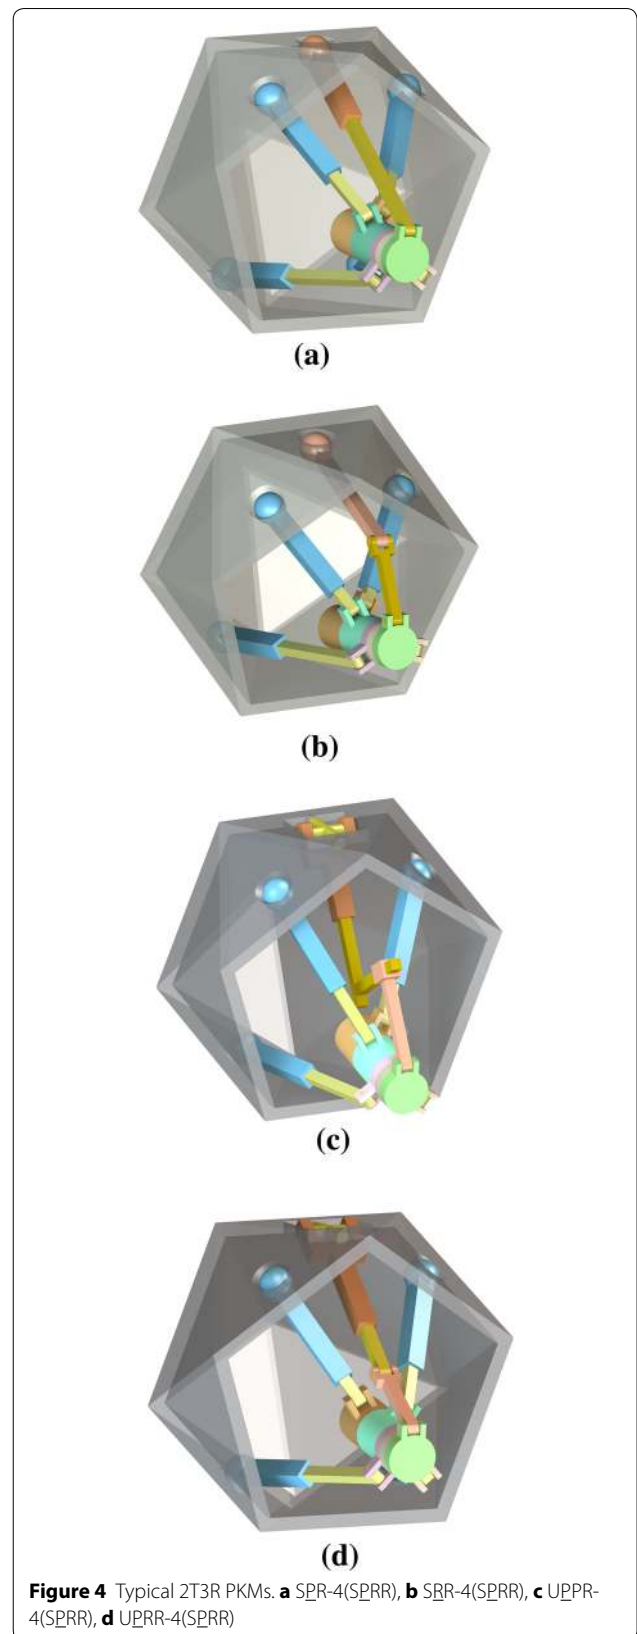 (a)
(b)
(c)
(d)
Figure 4 Typical 2T3R PKMs. a SPR-4(SPRR), b SRR-4(SPRR), c UPPR-
4(SPRR), d UPRR-4(SPRR)